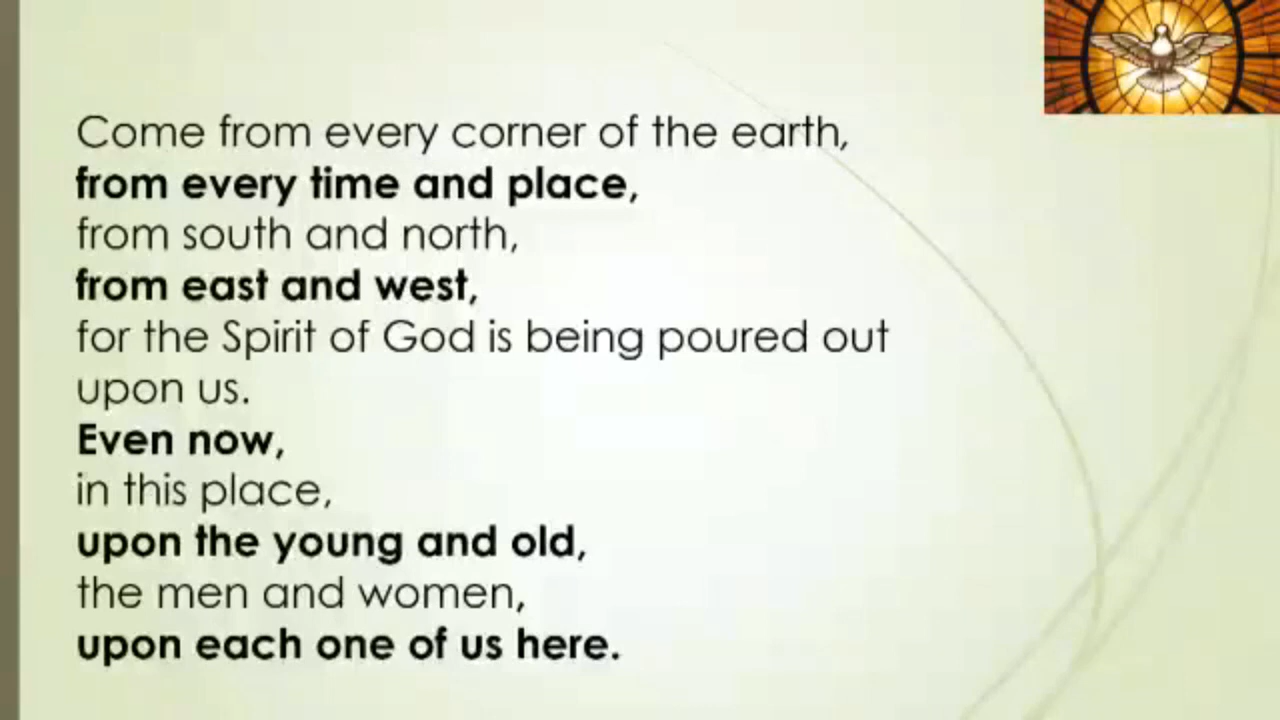 Come from every corner of the earth,
from every time and place,
from south and north,
from east and west,
for the Spirit of God is being poured out
upon us.
Even now,
in this place,
upon the young and old,
the men and women,
upon each one of us here.